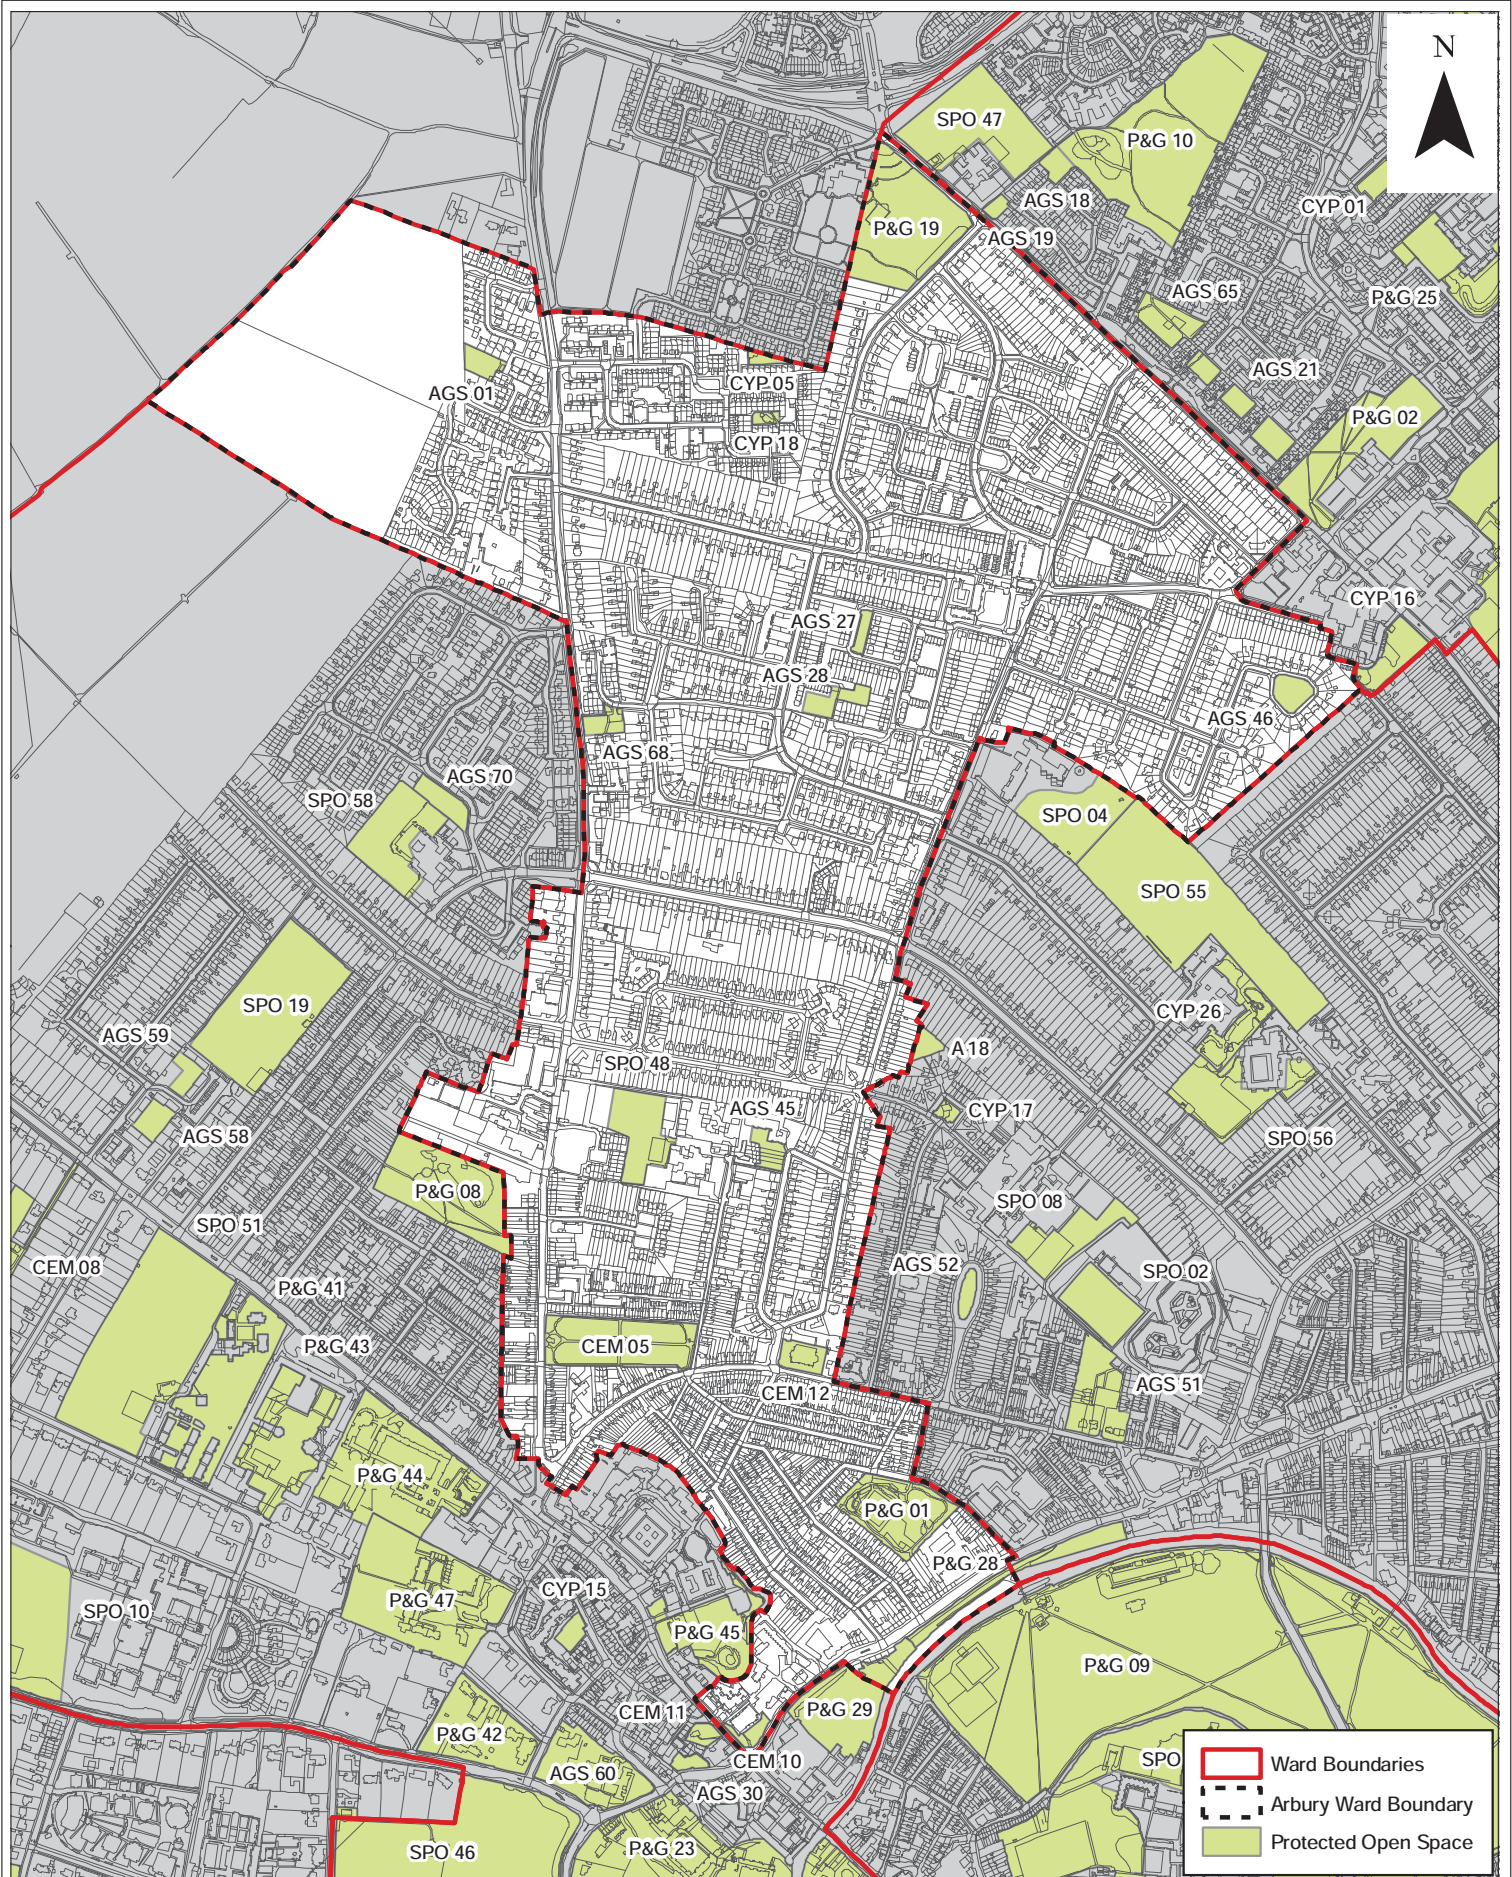 N
SPO 47
P&G 10
AGS 18
CYP 01
P&G 19
AGS 19
AGS 65
P&G 25
AGS 21
CYP 05
AGS 01
P&G 02
CYP 18
CYP 16
AGS 27
AGS 28
AGS 46
AGS 68
AGS 70
SPO 58
SPO 04
SPO 55
SPO 19
CYP 26
AGS 59
A 18
SPO 48
AGS 45
CYP 17
AGS 58
SPO 56
P&G 08
SPO 08
SPO 51
CEM 08
AGS 52
SPO 02
P&G 41
P&G 43
CEM 05
AGS 51
CEM 12
P&G 44
P&G 01
P&G 28
CYP 15
P&G 47
SPO 10
P&G 45
P&G 09
CEM 11
P&G 29
P&G 42
CEM 10
SPO
AGS 60
AGS 30
P&G 23
SPO 46
Ward Boundaries
Arbury Ward Boundary
Protected Open Space